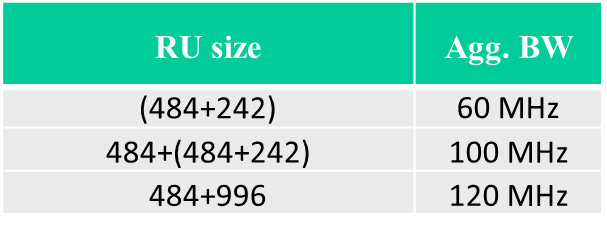 RU size Agg. BW
(484+242) 60 MHz
484+(484+242) 100 MHz
484+996 120 MHz